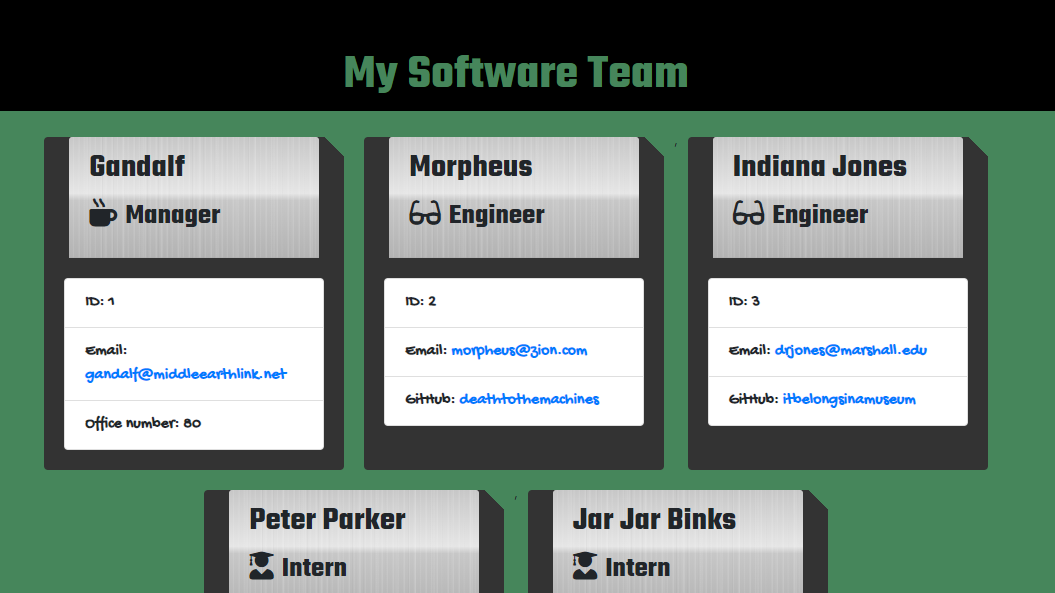 My Software Team
Gandalf
Manager
ID: 1
Email:
gandalf@middleearthlink.net
Office number: 80
Morpheus
Engineer
ID: 2
Email: morpheus@zion.com
GitHub: deathtothemachines
,
Indiana Jones
Engineer
ID: 3
Email: drjones@marshall.edu
GitHub: itbelongsinamuseum
Peter Parker
Intern
,
Jar Jar Binks
Intern